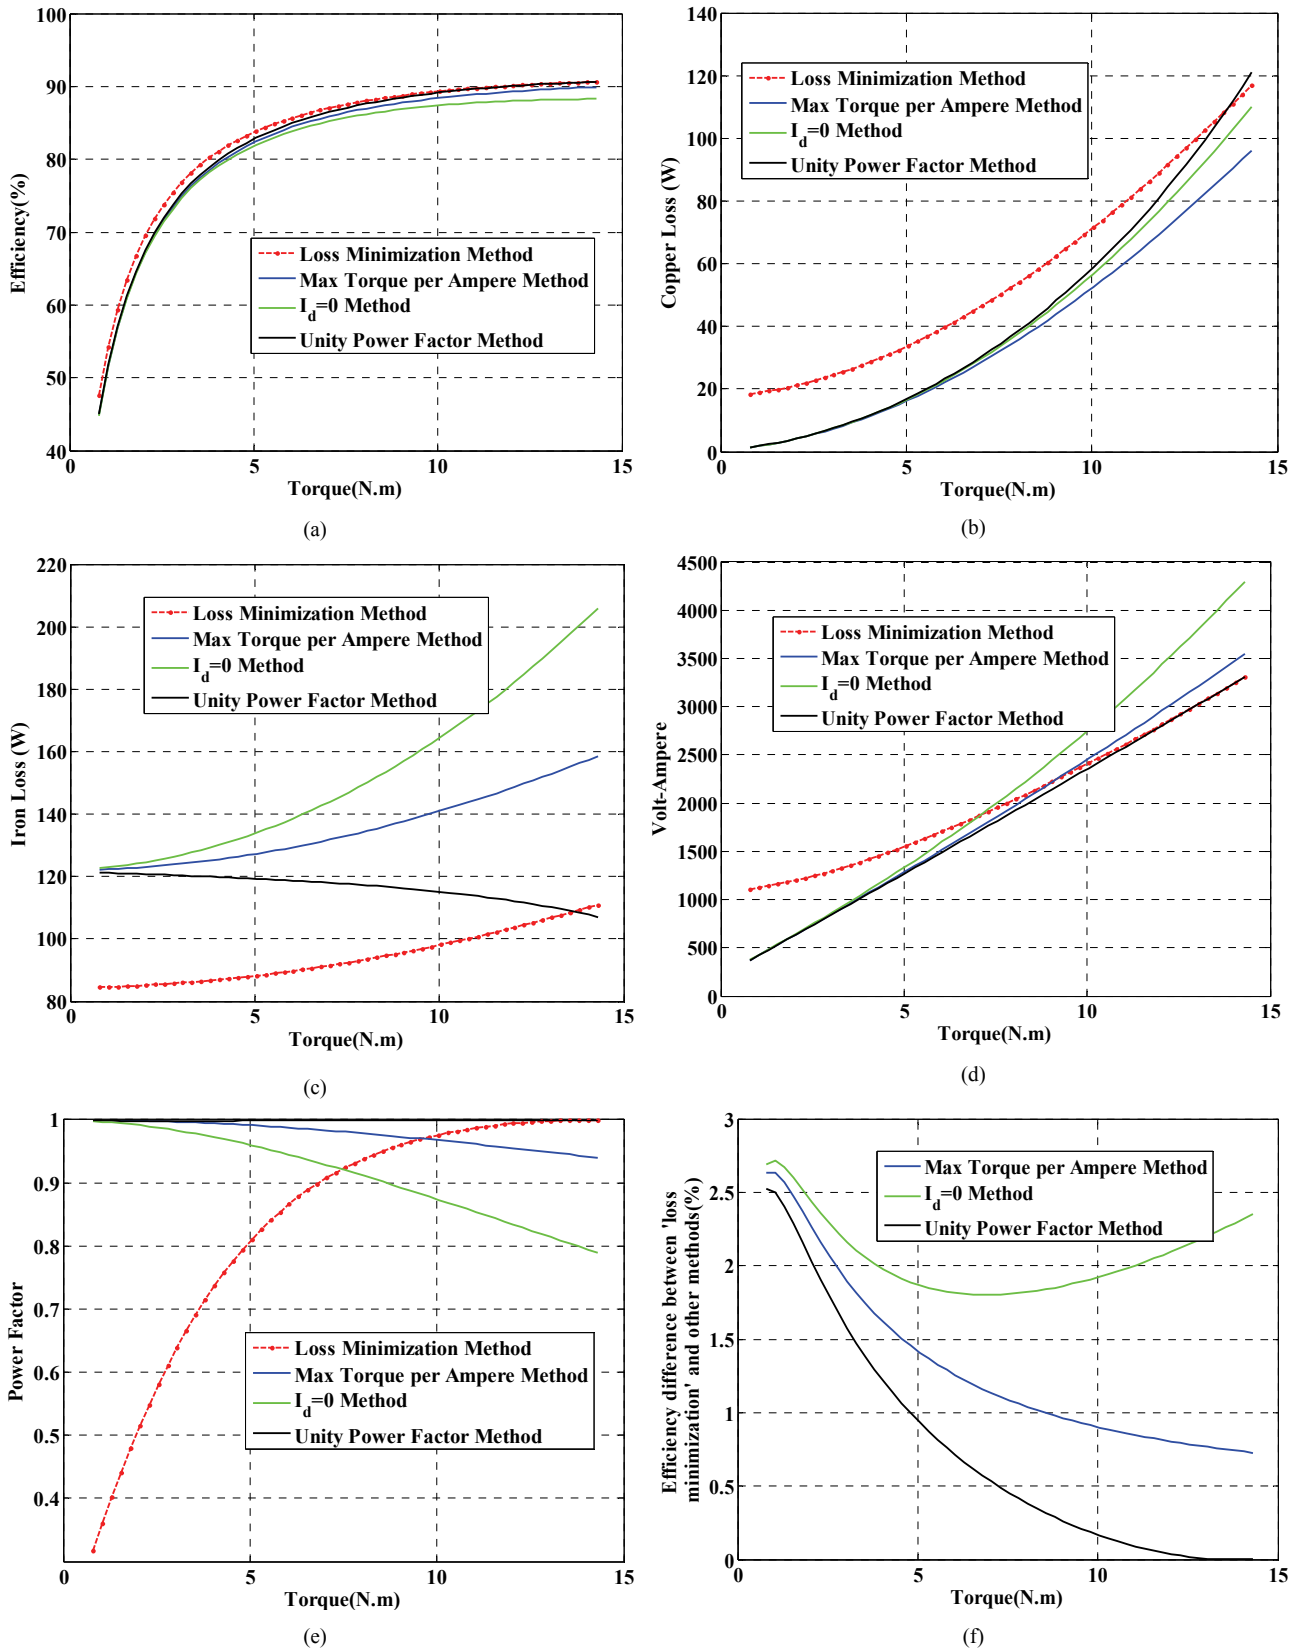 100
90
80
70
60
50
40
0
5
10
15
Efficiency(%)
Torque(N.m)
Loss Minimization Method
Max Torque per Ampere Method
I_d=0 Method
Unity Power Factor Method
(a)
140
120
100
80
60
40
20
0
0
5
10
15
Copper Loss (W)
Torque(N.m)
Loss Minimization Method
Max Torque per Ampere Method
I_d=0 Method
Unity Power Factor Method
(b)
220
200
180
160
140
120
100
80
0
5
10
15
Iron Loss (W)
Torque(N.m)
Loss Minimization Method
Max Torque per Ampere Method
I_d=0 Method
Unity Power Factor Method
(c)
4500
4000
3500
3000
2500
2000
1500
1000
500
0
0
5
10
15
Volt-Ampere
Torque(N.m)
Loss Minimization Method
Max Torque per Ampere Method
I_d=0 Method
Unity Power Factor Method
(d)
1
0.9
0.8
0.7
0.6
0.5
0.4
0
5
10
15
Power Factor
Torque(N.m)
Loss Minimization Method
Max Torque per Ampere Method
I_d=0 Method
Unity Power Factor Method
(e)
3
2.5
2
1.5
1
0.5
0
0
5
10
15
Efficiency difference between 'loss
minimization' and other methods(%)
Torque(N.m)
Max Torque per Ampere Method
I_d=0 Method
Unity Power Factor Method
(f)